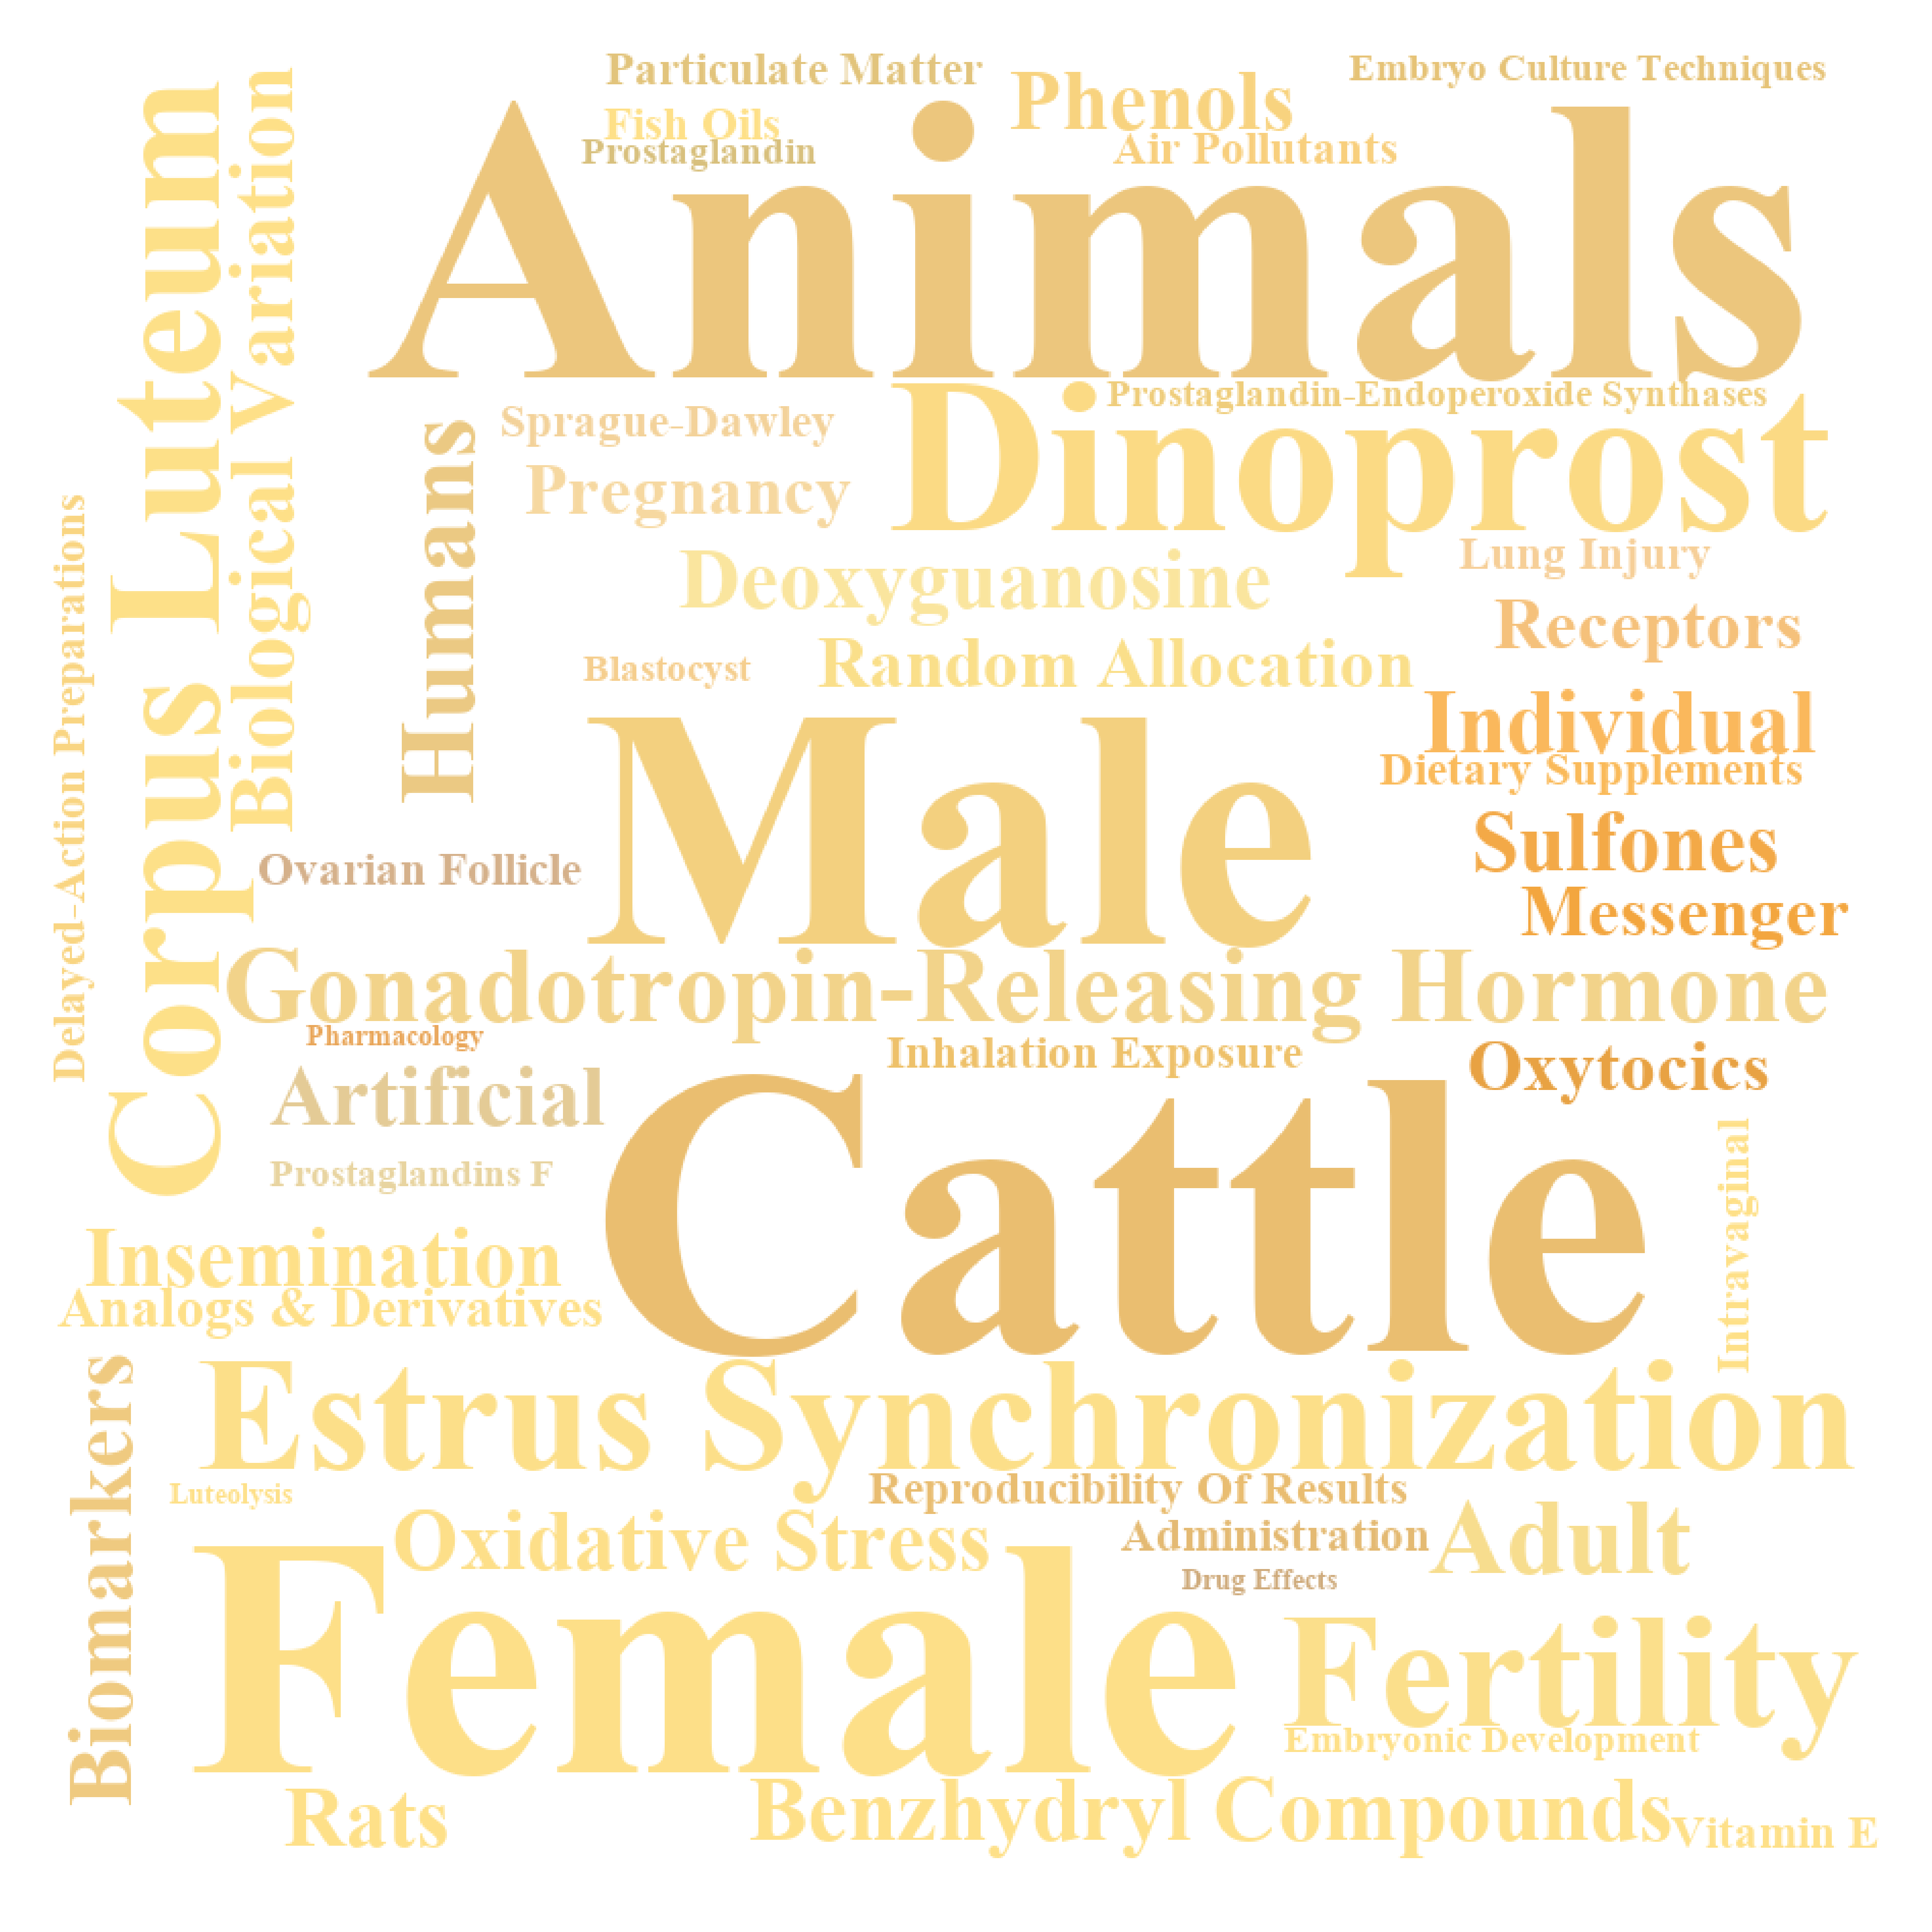 Particulate Matter
Embryo Culture Techniques
Phenols
Fish Oils
Air Pollutants
Prostaglandin
Animals
Corpus Luteum
Biological Variation
Prostaglandin-Endoperoxide Synthases
Dinoprost
Sprague-Dawley
Humans
Pregnancy
Lung Injury
Deoxyguanosine
Receptors
Delayed-Action Preparations
Blastocyst
Random Allocation
Individual
Male
Dietary Supplements
Sulfones
Ovarian Follicle
Messenger
Gonadotropin-Releasing Hormone
Pharmacology
Inhalation Exposure
Oxytocics
Artificial
Cattle
Prostaglandins F
Intravaginal
Insemination
Analogs & Derivatives
Estrus Synchronization
Biomarkers
Luteolysis
Reproducibility Of Results
Oxidative Stress
Administration
Adult
Drug Effects
Female
Fertility
Embryonic Development
Rats
Benzhydryl Compounds
Vitamin E